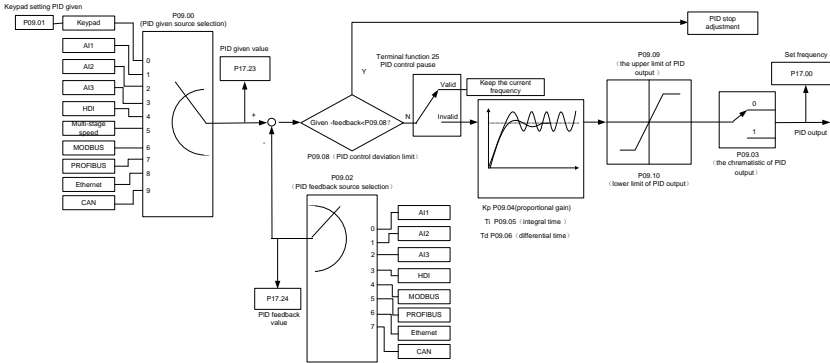 Keypad setting PID given
P09.01
Keypad
AI1
AI2
AI3
HDI
Multi-stage
speed
MODBUS
PROFIBUS
Ethernet
CAN
P09.00
(PID given source selection)
0
1
2
3
4
5
6
7
8
9
PID given value
P17.23
+
-
Given -feedback<P09.08?
Y
N
P09.08（PID control deviation limit）
Terminal function 25
PID control pause
Valid
Invalid
Keep the current
frequency
PID stop
adjustment
Kp P09.04(proportional gain)
Ti P09.05（integral time）
Td P09.06（differential time）
P09.09
（the upper limit of PID
output）
P09.10
（lower limit of PID output）
0
1
P09.03
（the chrematistic of PID
output）
Set frequency
P17.00
PID output
P09.02
（PID feedback source selection）
0
1
2
3
4
5
6
7
AI1
AI2
AI3
HDI
MODBUS
PROFIBUS
Ethernet
CAN
P17.24
PID feedback
value